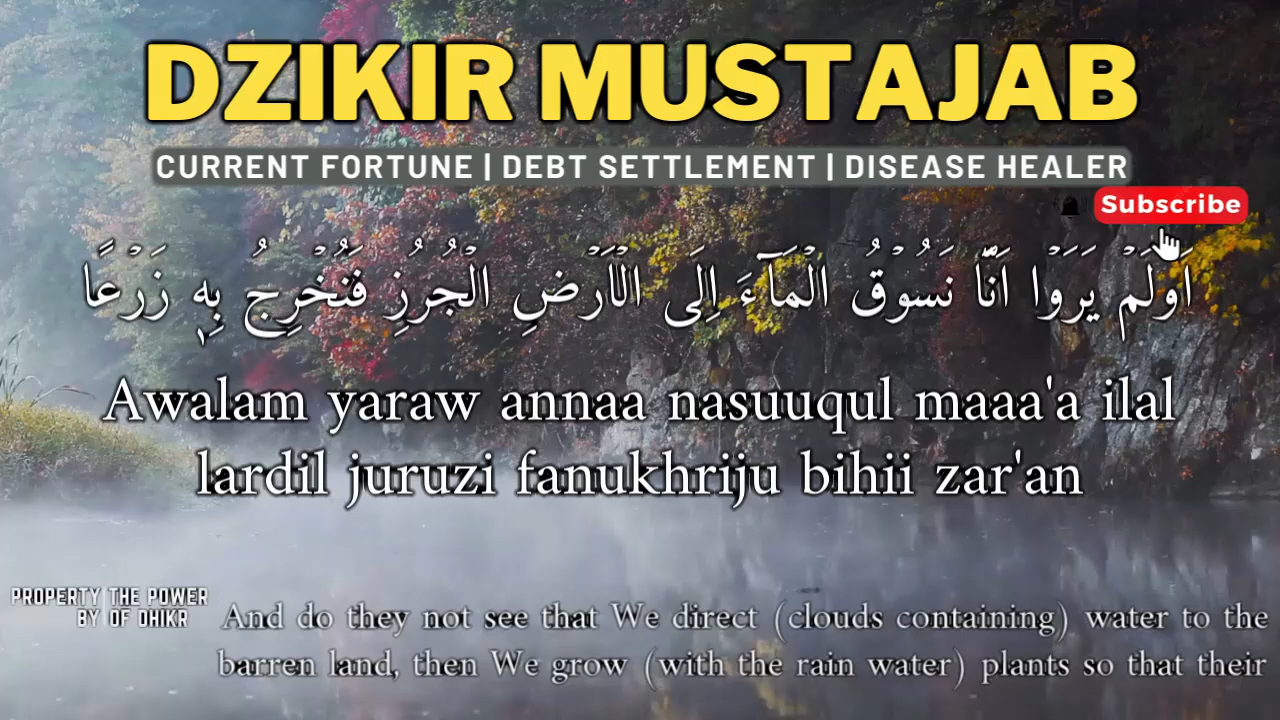 DZIKIR MUSTAJAB
CURRENT FORTUNE | DEBT SETTLEMENT | DISEASE HEALER
Subscribe
اَوَلَمۡ يَرَوۡا اَنَّا نَسُوۡقُ الۡمَآءَ اِلَى الۡاَرۡضِ الۡجُرُزِ فَنُخۡرِجُ بِهٖ زَرۡعًا
Awalam yaraw annaa nasuuqul maaa'a ilal
lardil juruzi fanukhriju bihii zar'an
PROPERTY THE POWER
BY OF DHIKR
And do they not see that We direct (clouds containing) water to the
barren land, then We grow (with the rain water) plants so that their